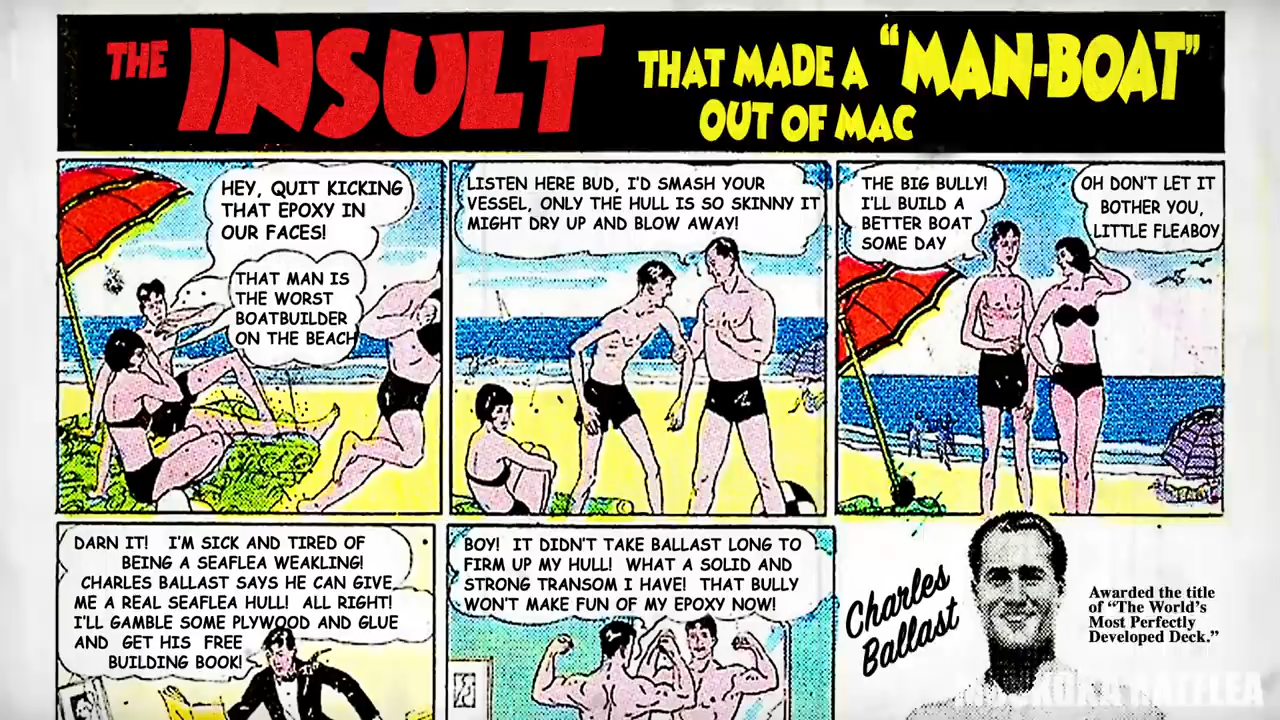 THE INSULT THAT MADE A "MAN-BOAT"
OUT OF MAC
HEY, QUIT KICKING
THAT EPOXY IN
OUR FACES!
THAT MAN IS
THE WORST
BOATBUILDER
ON THE BEACH
LISTEN HERE BUD, I'D SMASH YOUR
VESSEL, ONLY THE HULL IS SO SKINNY IT
MIGHT DRY UP AND BLOW AWAY!
THE BIG BULLY!
I'LL BUILD A
BETTER BOAT
SOME DAY
OH DON'T LET IT
BOTHER YOU,
LITTLE FLEABOY
DARN IT! I'M SICK AND TIRED OF
BEING A SEAFLEA WEAKLING!
CHARLES BALLAST SAYS HE CAN GIVE
ME A REAL SEAFLEA HULL! ALL RIGHT!
I'LL GAMBLE SOME PLYWOOD AND GLUE
AND GET HIS FREE
BUILDING BOOK!
BOY! IT DIDN'T TAKE BALLAST LONG TO
FIRM UP MY HULL! WHAT A SOLID AND
STRONG TRANSOM I HAVE! THAT BULLY
WON'T MAKE FUN OF MY EPOXY NOW!
Charles
Ballast
Awarded the title
of "The World's
Most Perfectly
Developed Deck."